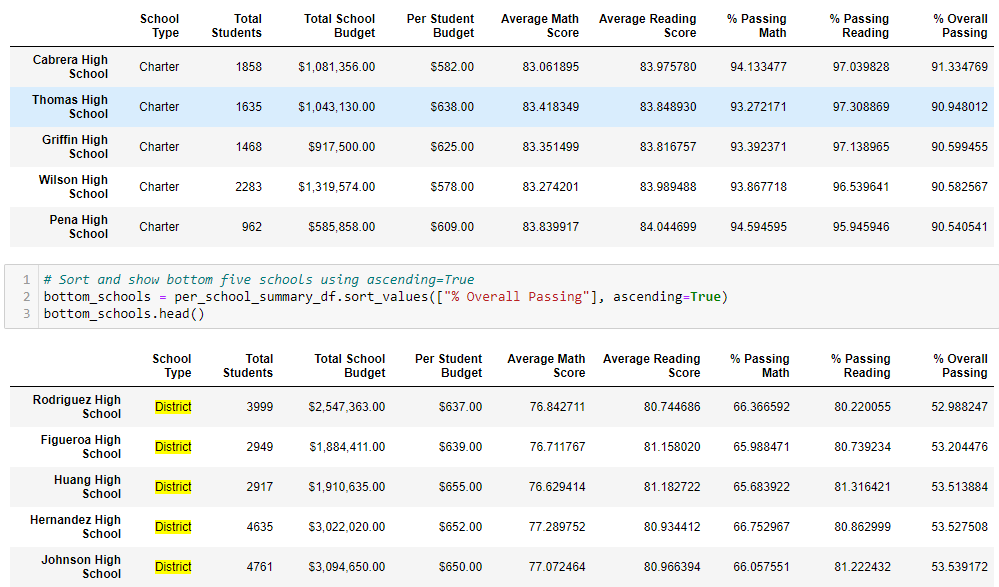 School Type Total Students Total School Budget Per Student Budget Average Math Score Average Reading Score % Passing Math % Passing Reading % Overall Passing
Cabrera High School Charter 1858 $1,081,356.00 $582.00 83.061895 83.975780 94.133477 97.039828 91.334769
Thomas High School Charter 1635 $1,043,130.00 $638.00 83.418349 83.848930 93.272171 97.308869 90.948012
Griffin High School Charter 1468 $917,500.00 $625.00 83.351499 83.816757 93.392371 97.138965 90.599455
Wilson High School Charter 2283 $1,319,574.00 $578.00 83.274201 83.989488 93.867718 96.539641 90.582567
Pena High School Charter 962 $585,858.00 $609.00 83.839917 84.044699 94.594595 95.945946 90.540541
1 # Sort and show bottom five schools using ascending=True
2 bottom_schools = per_school_summary_df.sort_values(["% Overall Passing"], ascending=True)
3 bottom_schools.head()
School Type Total Students Total School Budget Per Student Budget Average Math Score Average Reading Score % Passing Math % Passing Reading % Overall Passing
Rodriguez High School District 3999 $2,547,363.00 $637.00 76.842711 80.744686 66.366592 80.220055 52.988247
Figueroa High School District 2949 $1,884,411.00 $639.00 76.711767 81.158020 65.988471 80.739234 53.204476
Huang High School District 2917 $1,910,635.00 $655.00 76.629414 81.182722 65.683922 81.316421 53.513884
Hernandez High School District 4635 $3,022,020.00 $652.00 77.289752 80.934412 66.752967 80.862999 53.527508
Johnson High School District 4761 $3,094,650.00 $650.00 77.072464 80.966394 66.057551 81.222432 53.539172